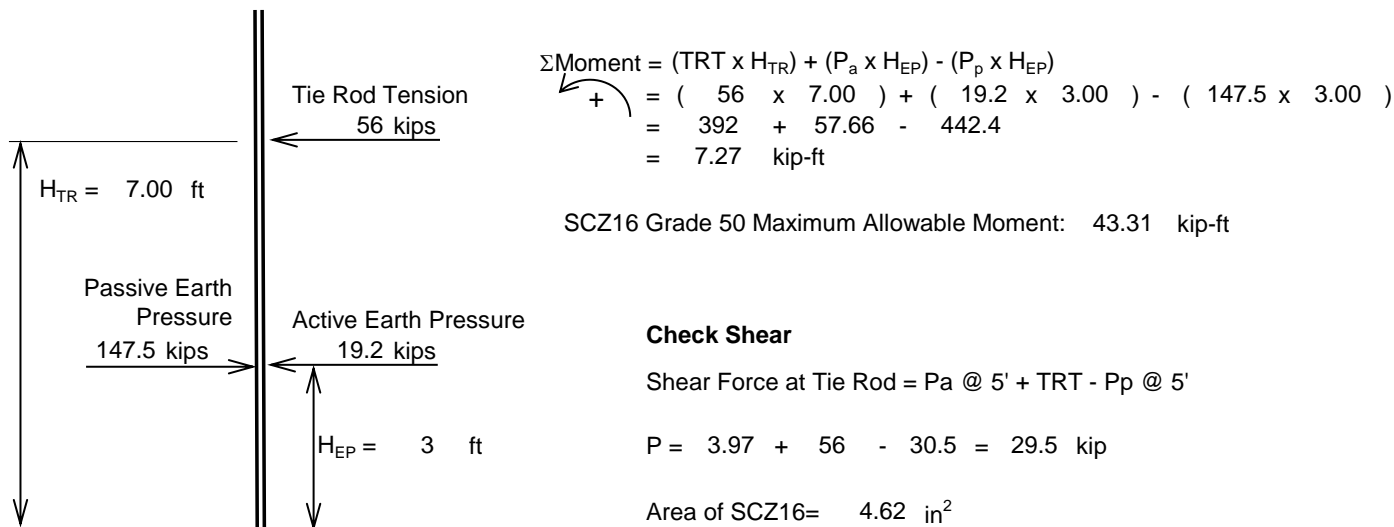 ΣMoment = (TRT x H_TR) + (P_a x H_EP) - (P_p x H_EP)
+ = ( 56 x 7.00 ) + ( 19.2 x 3.00 ) - ( 147.5 x 3.00 )
= 392 + 57.66 - 442.4
= 7.27 kip-ft
Tie Rod Tension
56 kips
H_TR = 7.00 ft
SCZ16 Grade 50 Maximum Allowable Moment: 43.31 kip-ft
Passive Earth
Pressure
147.5 kips
Active Earth Pressure
19.2 kips
H_EP = 3 ft
Check Shear
Shear Force at Tie Rod = Pa @ 5' + TRT - Pp @ 5'
P = 3.97 + 56 - 30.5 = 29.5 kip
Area of SCZ16= 4.62 in²